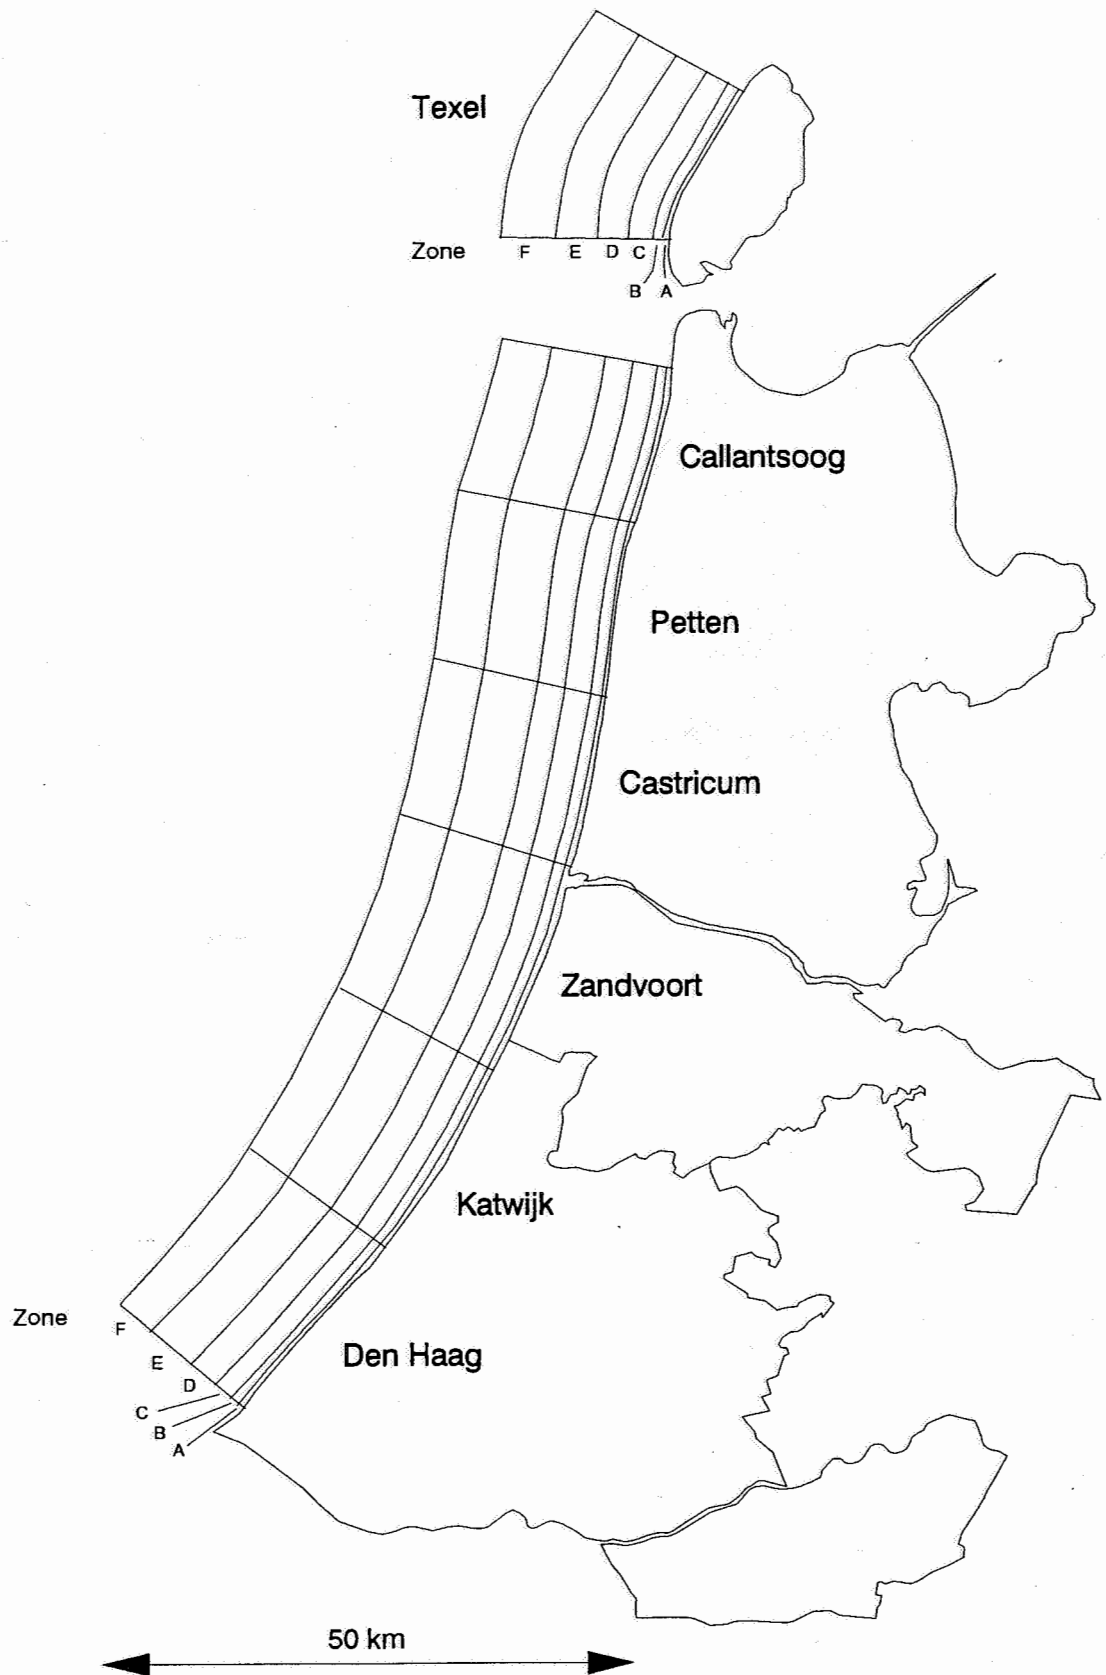 Texel
Zone F E D C
B A
Callantsoog
Petten
Castricum
Zandvoort
Katwijk
Zone F
E
Den Haag
D
C
B
A
50 km